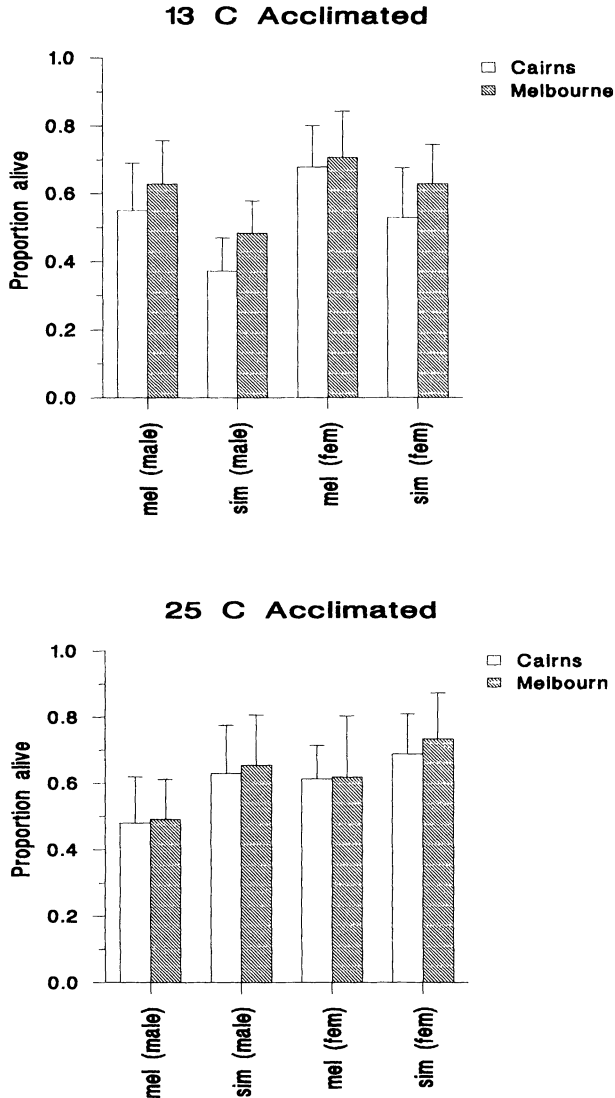 13 C Acclimated
Cairns
Melbourne
Proportion alive
1.0
0.8
0.6
0.4
0.2
0.0
mel (male)
sim (male)
mel (fem)
sim (fem)
25 C Acclimated
Cairns
Melbourn
Proportion alive
1.0
0.8
0.6
0.4
0.2
0.0
mel (male)
sim (male)
mel (fem)
sim (fem)